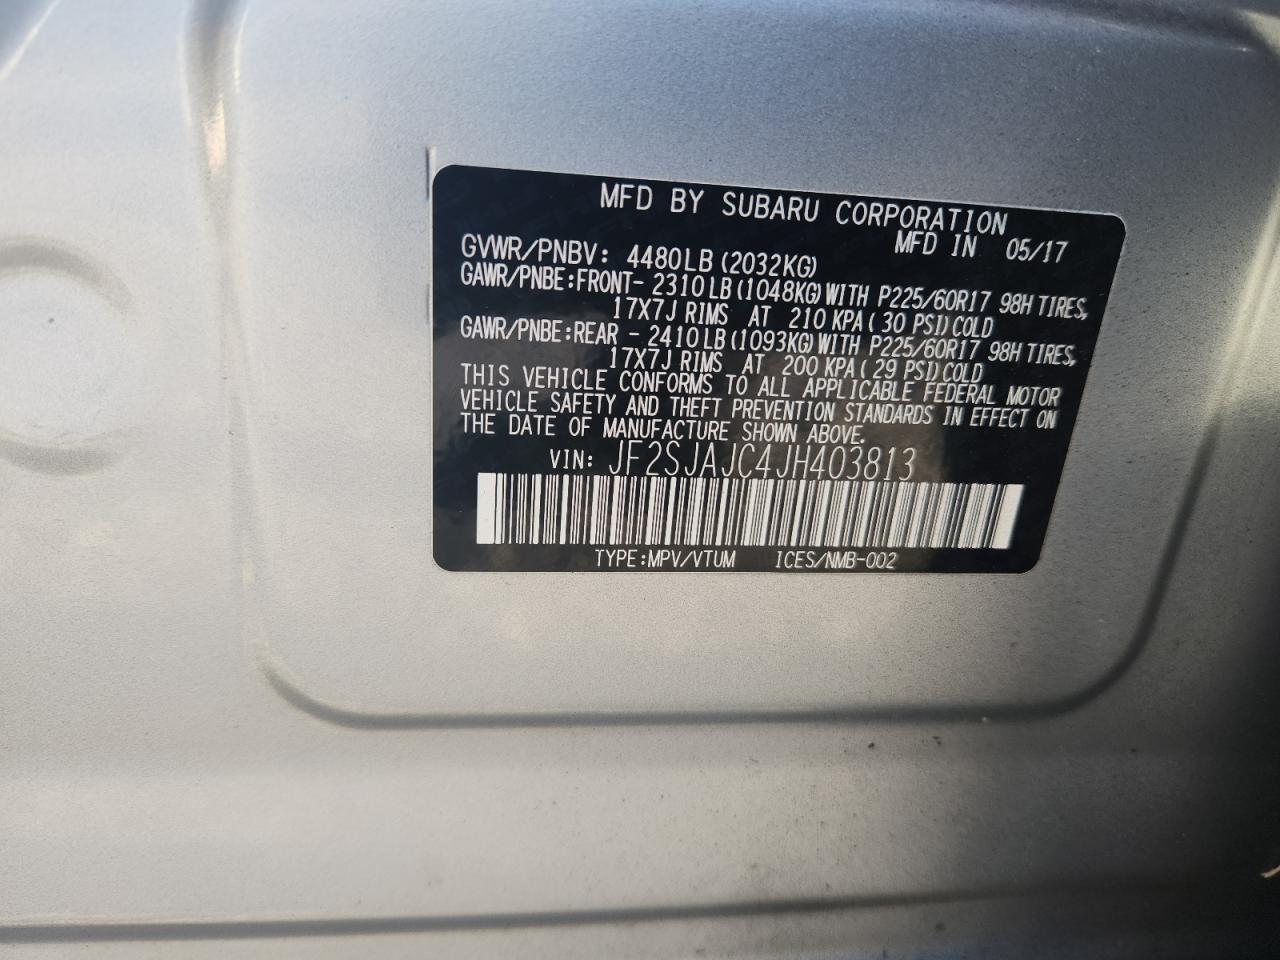 MFD BY SUBARU CORPORATION
MFD IN 05/17
GVWR/PNBV: 4480LB(2032KG)
GAWR/PNBE:FRONT- 2310LB(1048KG)WITH P225/60R17 98H TIRES,
17X7J RIMS AT 210 KPA( 30 PSI)COLD
GAWR/PNBE:REAR - 2410LB(1093KG)WITH P225/60R17 98H TIRES,
17X7J RIMS AT 200 KPA( 29 PSI)COLD
THIS VEHICLE CONFORMS TO ALL APPLICABLE FEDERAL MOTOR
VEHICLE SAFETY AND THEFT PREVENTION STANDARDS IN EFFECT ON
THE DATE OF MANUFACTURE SHOWN ABOVE.
VIN: JF2SJAJC4JH403813
TYPE:MPV/VTUM ICES/NMB-002